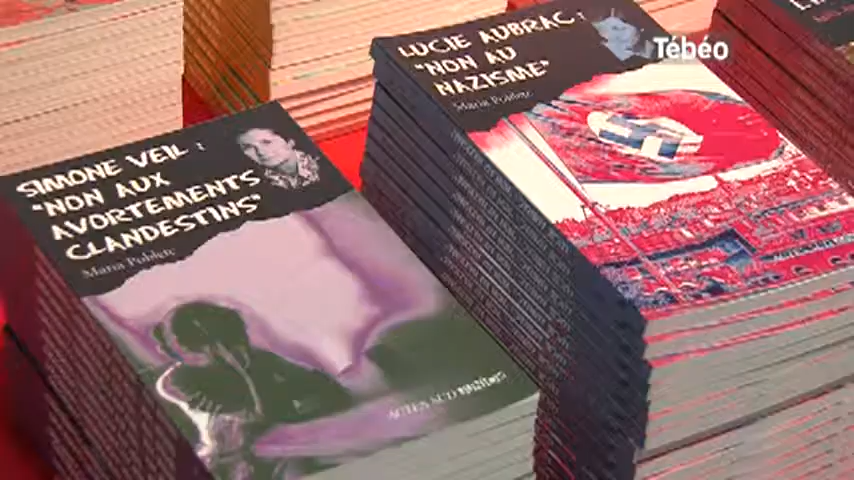 Tébéo
LUCIE AUBRAC :
"NON AU
NAZISME"
Maria Poblete
SIMONE VEIL :
"NON AUX
AVORTEMENTS
CLANDESTINS"
Maria Poblete
ACTES SUD JUNIOR